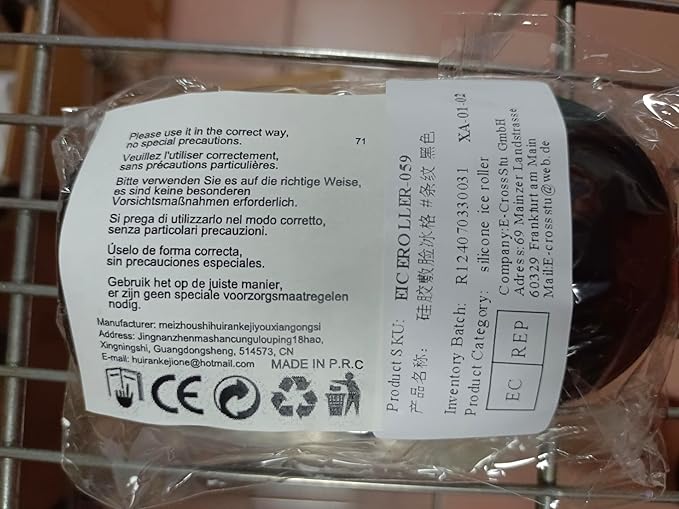 Please use it in the correct way,
no special precautions.
71
Veuillez l'utiliser correctement,
sans précautions particulières.
Bitte verwenden Sie es auf die richtige Weise,
es sind keine besonderen
Vorsichtsmaßnahmen erforderlich.
Si prega di utilizzarlo nel modo corretto,
senza particolari precauzioni.
Úselo de forma correcta,
sin precauciones especiales.
Gebruik het op de juiste manier,
er zijn geen speciale voorzorgsmaatregelen
nodig.
Manufacturer: meizhoushihuirankejiyouxiangongsi
Address: Jingnanzhenmashancungulouping18hao,
Xingningshi, Guangdongsheng, 514573, CN
E-mail: huirankejione@hotmail.com
MADE IN P.R.C
CE
Product SKU: EICEROLLER-059
产品名称: 硅胶敷脸冰格 #条纹 黑色
Inventory Batch: R124070330031 XA-01-02
Product Category: silicone ice roller
EC REP
Company:E-CrossStu GmbH
Adress:69 Mainzer Landstrasse
60329 Frankfurt am Main
Mail:E-crossstu@web.de